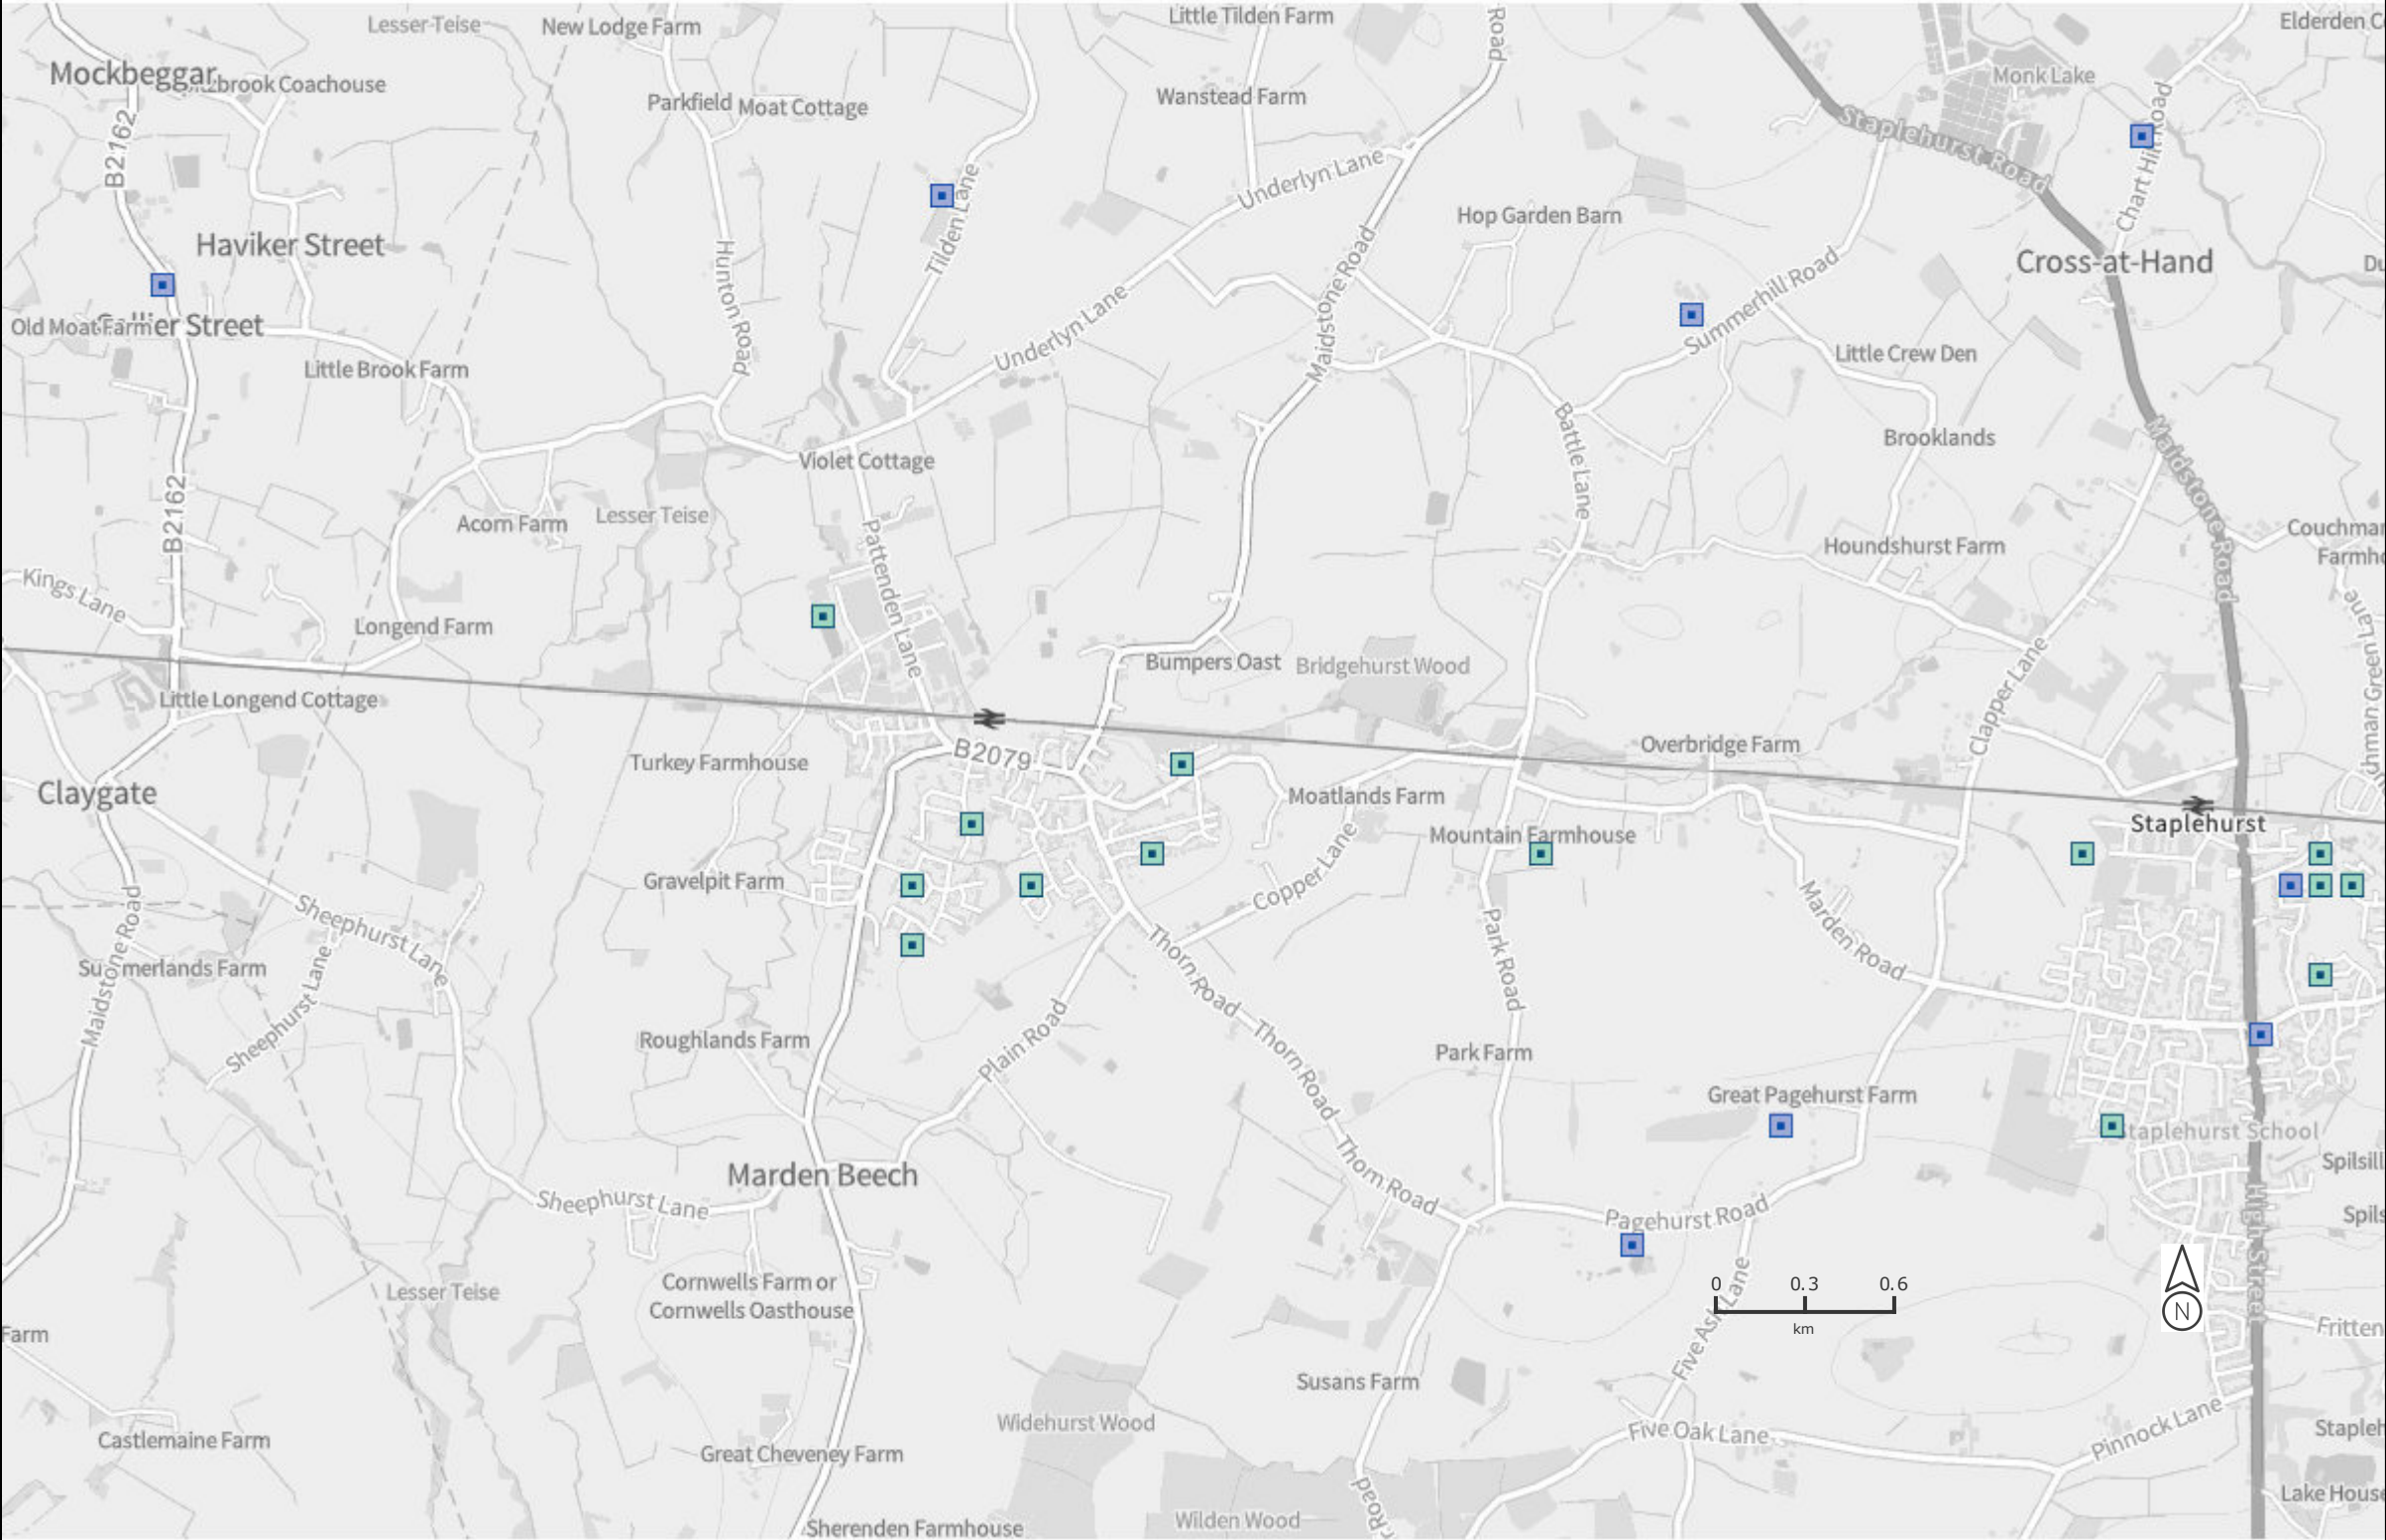 Lesser Teise
New Lodge Farm
Little Tilden Farm
Road
Mockbeggar
Coachouse
Parkfield
Moat Cottage
Wanstead Farm
Monk Lake
Staplehurst Road
Chart Hill Road
B2162
Tilden Lane
Underlyn Lane
Hop Garden Barn
Haviker Street
Hunton Road
Maidstone Road
Cross-at-Hand
Old Moat Farm
Collier Street
Underlyn Lane
Summerhill Road
Little Crew Den
Little Brook Farm
Battle Lane
Brooklands
Violet Cottage
Maidstone Road
B2162
Acorn Farm
Lesser Teise
Pattenden Lane
Houndshurst Farm
Kings Lane
Longend Farm
Bumpers Oast
Bridgehurst Wood
Clapper Lane
Little Longend Cottage
B2079
Turkey Farmhouse
Overbridge Farm
Claygate
Moatlands Farm
Mountain Farmhouse
Staplehurst
Gravelpit Farm
Copper Lane
Marden Road
Sheephurst Lane
Maidstone Road
Summerlands Farm
Sheephurst Lane
Thorn Road
Park Road
Roughlands Farm
Plain Road
Thorn Road
Park Farm
Great Pagehurst Farm
Staplehurst School
Thorn Road
Marden Beech
Sheephurst Lane
Pagehurst Road
High Street
Lesser Teise
Cornwells Farm or
Cornwells Oasthouse
0 0.3 0.6
km
N
Five Ash Lane
Farm
Susans Farm
Castlemaine Farm
Great Cheveney Farm
Widehurst Wood
Five Oak Lane
Pinnock Lane
Road
Sherenden Farmhouse
Wilden Wood
Lake House